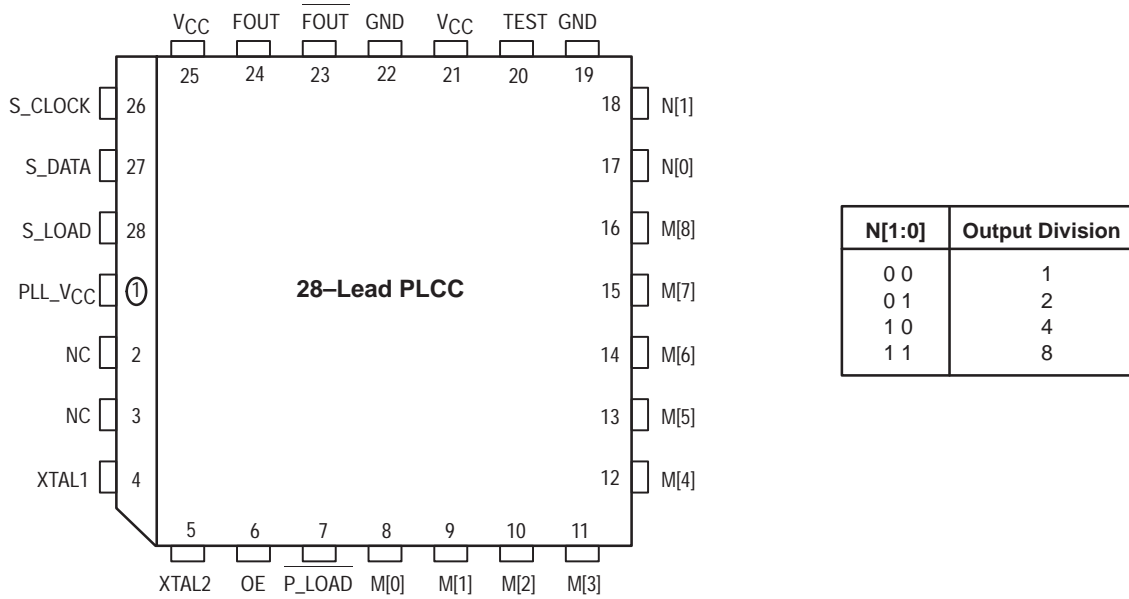 VCC FOUT FOUT GND VCC TEST GND
25 24 23 22 21 20 19
S_CLOCK 26 18 N[1]
S_DATA 27 17 N[0]
S_LOAD 28 16 M[8]
PLL_VCC 1 28–Lead PLCC 15 M[7]
NC 2 14 M[6]
NC 3 13 M[5]
XTAL1 4 12 M[4]
5 6 7 8 9 10 11
XTAL2 OE P_LOAD M[0] M[1] M[2] M[3]
N[1:0] Output Division
0 0 1
0 1 2
1 0 4
1 1 8